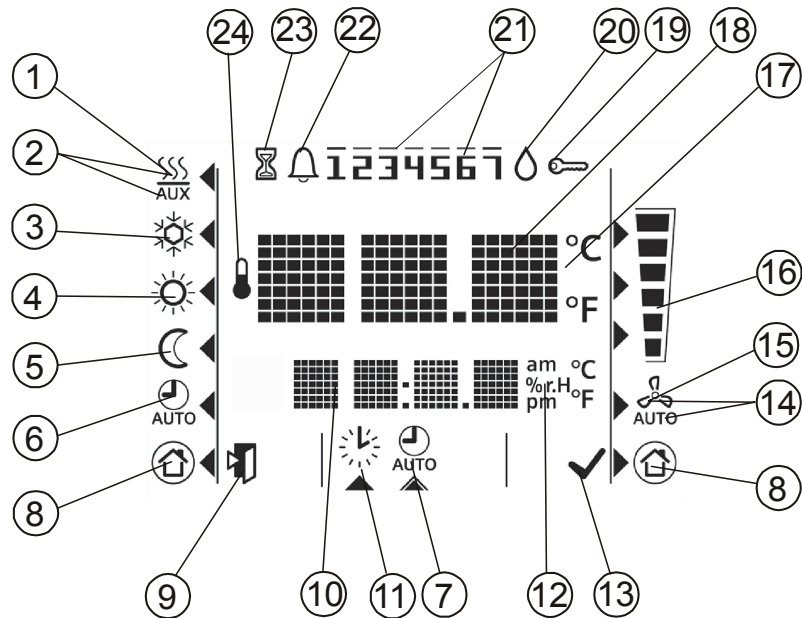 24 23 22 21 20 19 18
1 17
1234567
2 AUX
3 °C
4 °F 16
5 am °C
% r.H 15
pm °F
6 AUTO AUTO AUTO 14
8 8
9 10 11 7 12 13